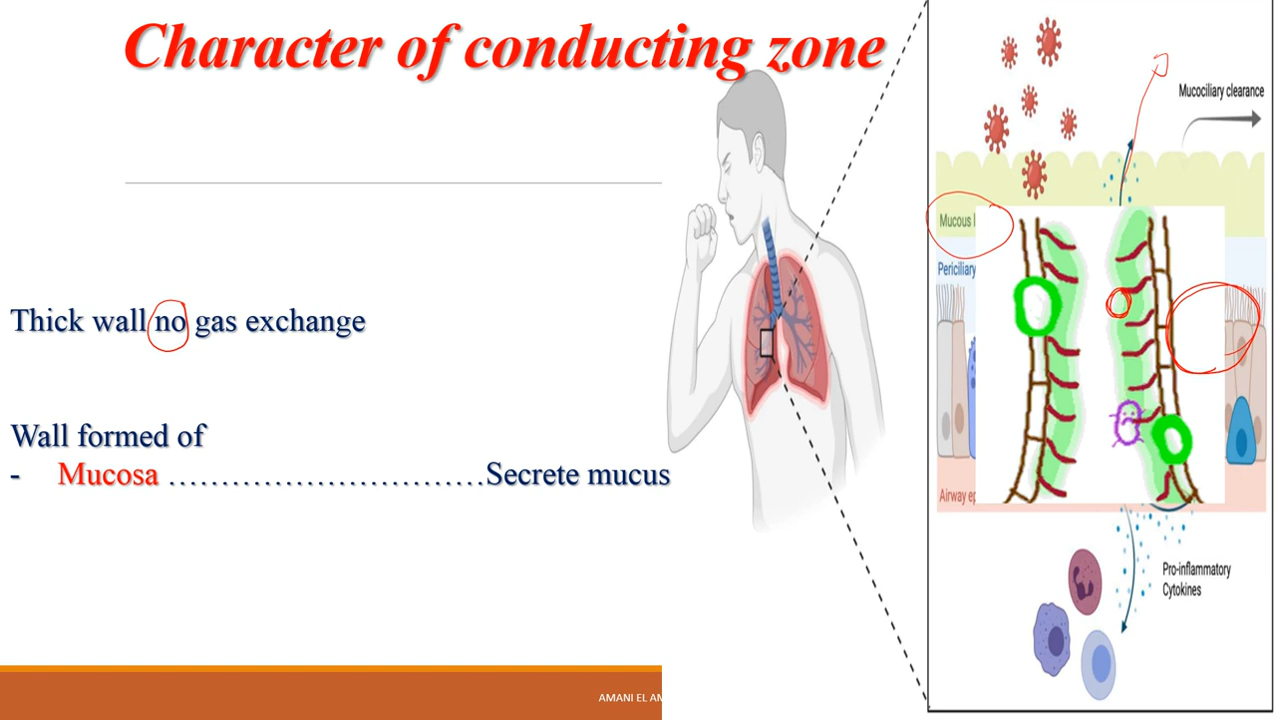 Character of conducting zone
Thick wall no gas exchange
Wall formed of
- Mucosa ..............................Secrete mucus
AMANI EL AM
Mucociliary clearance
Mucous l
Periciliary
Airway ep
Pro-inflammatory
Cytokines